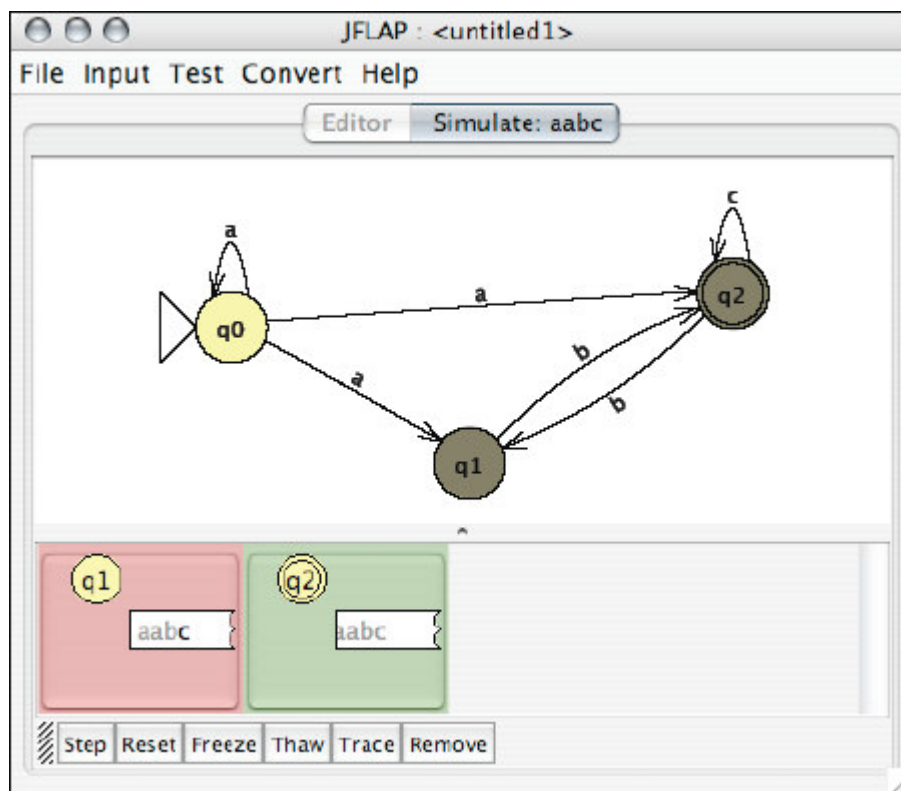 JFLAP : <untitled1>
File Input Test Convert Help
Editor Simulate: aabc
a
c
q0
a
q2
a
b
b
q1
q1 q2
aabc aabc
Step Reset Freeze Thaw Trace Remove